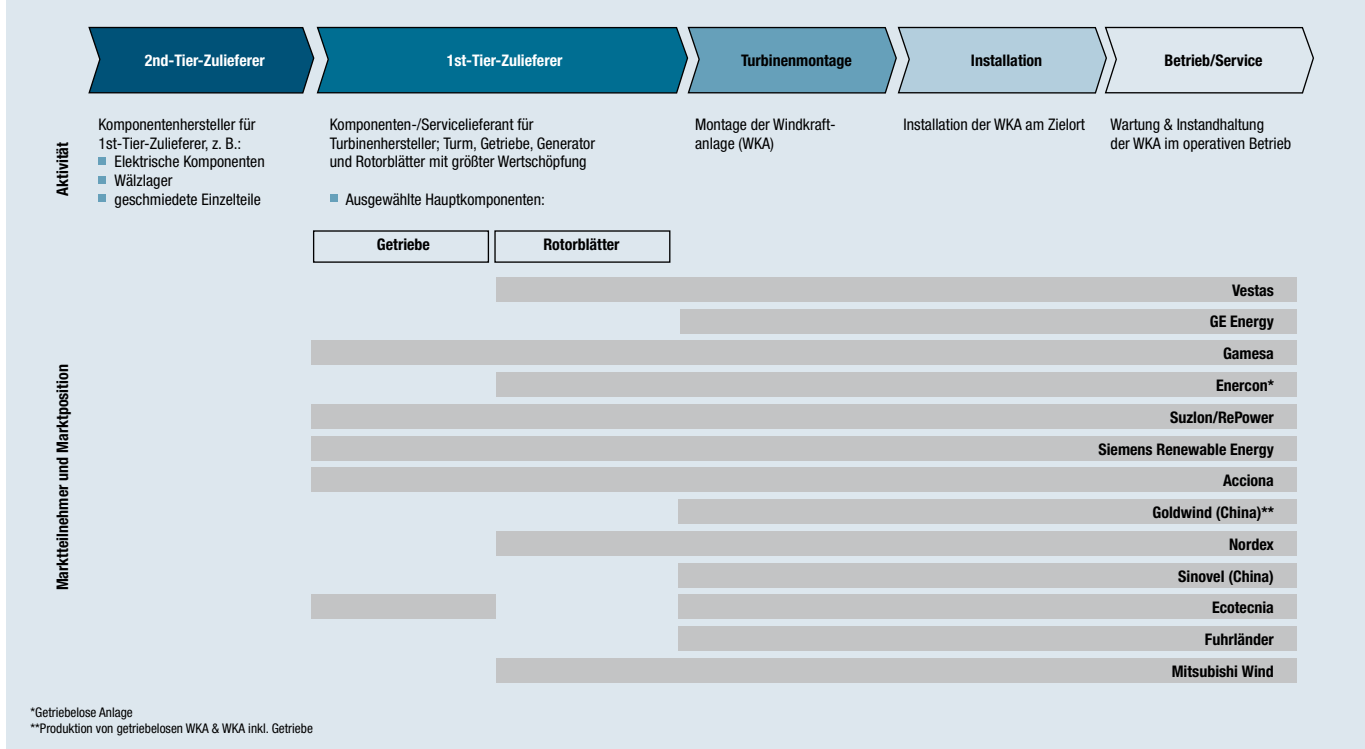 2nd-Tier-Zulieferer
1st-Tier-Zulieferer
Turbinenmontage
Installation
Betrieb/Service
Aktivität
Komponentenhersteller für
1st-Tier-Zulieferer, z. B.:
Elektrische Komponenten
Wälzlager
geschmiedete Einzelteile
Komponenten-/Servicelieferant für
Turbinenhersteller; Turm, Getriebe, Generator
und Rotorblätter mit größter Wertschöpfung
Ausgewählte Hauptkomponenten:
Montage der Windkraft-
anlage (WKA)
Installation der WKA am Zielort
Wartung & Instandhaltung
der WKA im operativen Betrieb
Getriebe
Rotorblätter
Marktteilnehmer und Marktposition
Vestas
GE Energy
Gamesa
Enercon*
Suzlon/RePower
Siemens Renewable Energy
Acciona
Goldwind (China)**
Nordex
Sinovel (China)
Ecotecnia
Fuhrländer
Mitsubishi Wind
*Getriebelose Anlage
**Produktion von getriebelosen WKA & WKA inkl. Getriebe